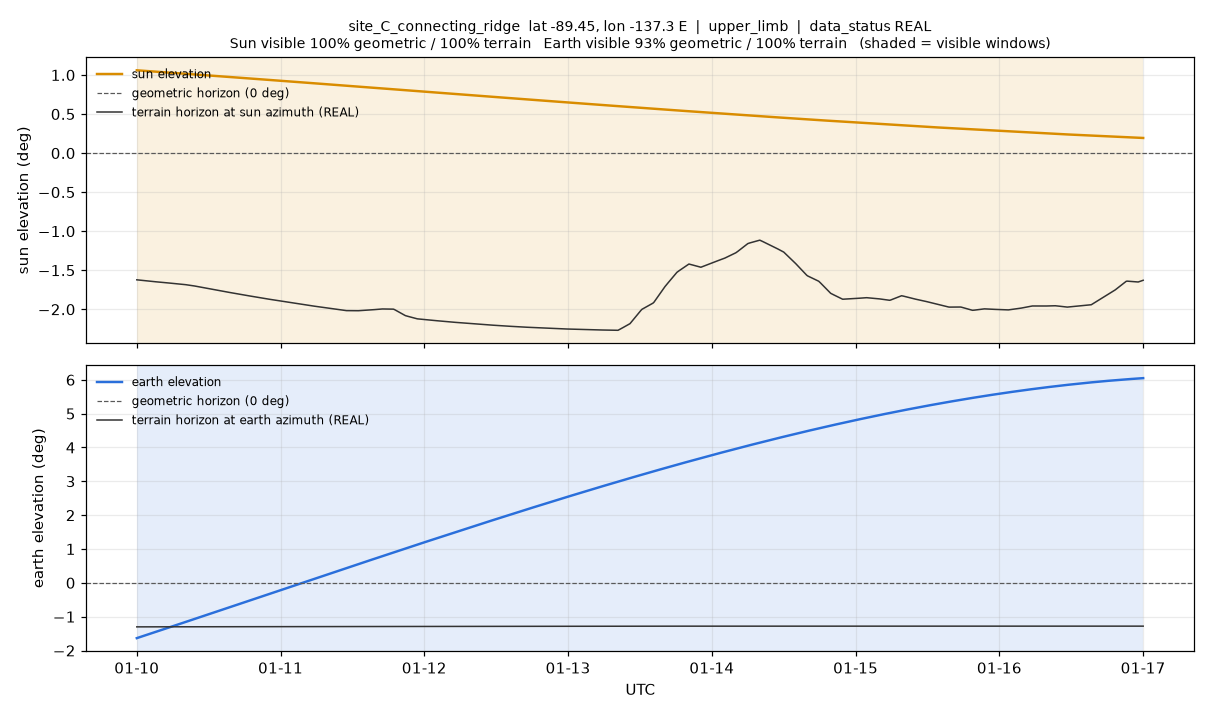 site_C_connecting_ridge  lat -89.45, lon -137.3 E  |  upper_limb  |  data_status REAL
Sun visible 100% geometric / 100% terrain   Earth visible 93% geometric / 100% terrain   (shaded = visible windows)
sun elevation
geometric horizon (0 deg)
terrain horizon at sun azimuth (REAL)
sun elevation (deg)
1.0
0.5
0.0
−0.5
−1.0
−1.5
−2.0
earth elevation
geometric horizon (0 deg)
terrain horizon at earth azimuth (REAL)
earth elevation (deg)
6
5
4
3
2
1
0
−1
−2
01-10 01-11 01-12 01-13 01-14 01-15 01-16 01-17
UTC